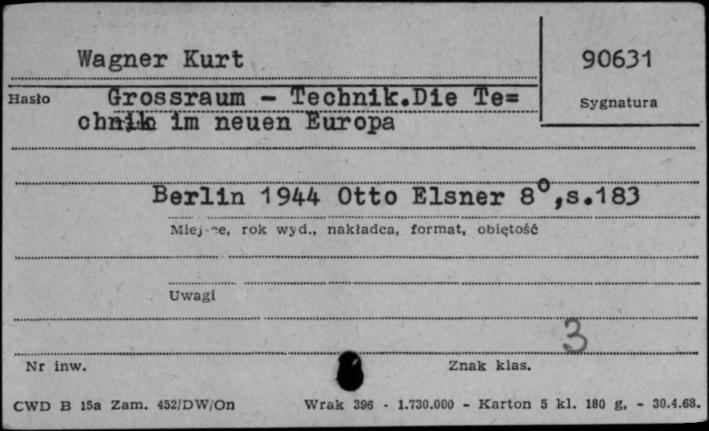 Wagner Kurt
90631
Hasło Grossraum - Technik.Die Te=
Sygnatura
chnik im neuen Europa
Berlin 1944 Otto Elsner 8°,s.183
Miejsce, rok wyd., nakładca, format, obiętość
Uwagi
3
Nr inw. Znak klas.
CWD B 15a Zam. 452/DW/On Wrak 396 - 1.730.000 - Karton 5 kl. 180 g, - 30.4.68.